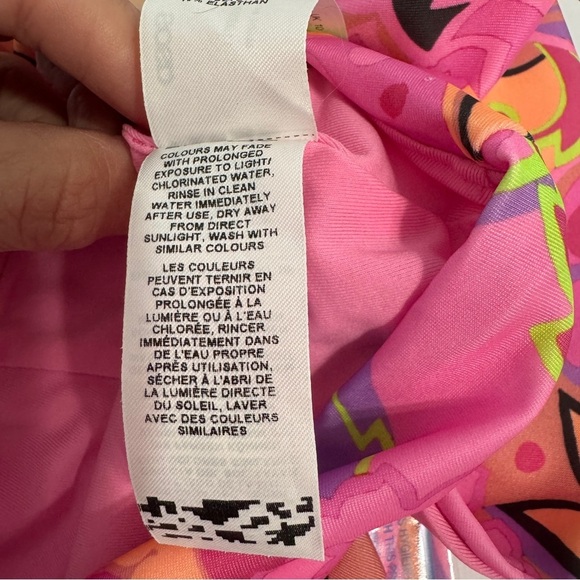 ELASTHAN
asos
COLOURS MAY FADE
WITH PROLONGED
EXPOSURE TO LIGHT/
CHLORINATED WATER,
RINSE IN CLEAN
WATER IMMEDIATELY
AFTER USE, DRY AWAY
FROM DIRECT
SUNLIGHT, WASH WITH
SIMILAR COLOURS
LES COULEURS
PEUVENT TERNIR EN
CAS D'EXPOSITION
PROLONGÉE À LA
LUMIÈRE OU À L'EAU
CHLORÉE, RINCER
IMMÉDIATEMENT DANS
DE L'EAU PROPRE
APRÈS UTILISATION,
SÉCHER À L'ABRI DE
LA LUMIÈRE DIRECTE
DU SOLEIL, LAVER
AVEC DES COULEURS
SIMILAIRES